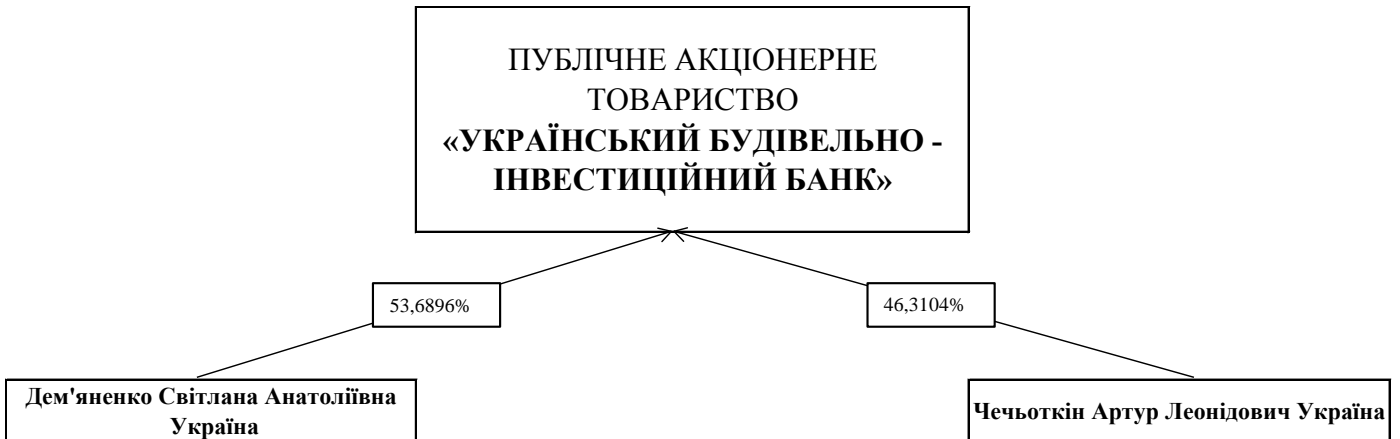 ПУБЛІЧНЕ АКЦІОНЕРНЕ
ТОВАРИСТВО
«УКРАЇНСЬКИЙ БУДІВЕЛЬНО -
ІНВЕСТИЦІЙНИЙ БАНК»
53,6896%
46,3104%
Дем'яненко Світлана Анатоліївна
Україна
Чечьоткін Артур Леонідович Україна